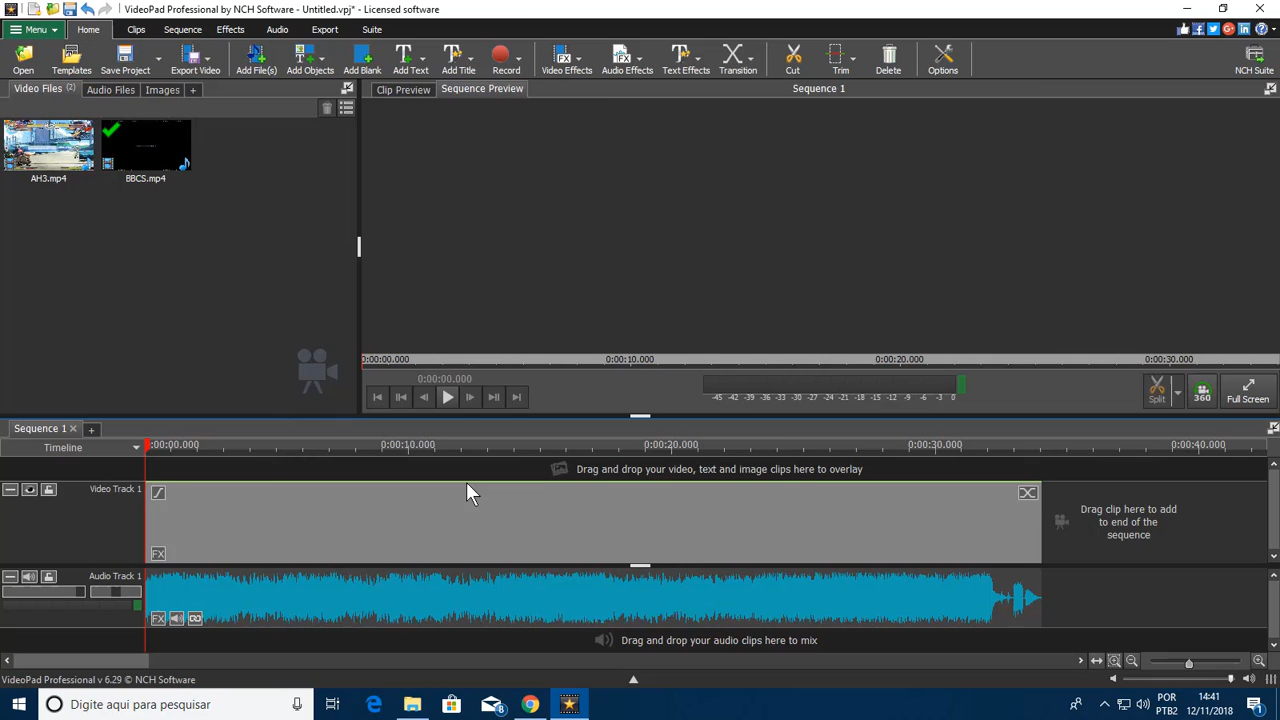 VideoPad Professional by NCH Software - Untitled.vpj* - Licensed software
Menu Home Clips Sequence Effects Audio Export Suite
Open Templates Save Project Export Video Add File(s) Add Objects Add Blank Add Text Add Title Record Video Effects Audio Effects Text Effects Transition Cut Trim Delete Options NCH Suite
Video Files (2) Audio Files Images +
Clip Preview Sequence Preview Sequence 1
AH3.mp4 BBCS.mp4
0:00:00.000 0:00:10.000 0:00:20.000 0:00:30.000
0:00:00.000
-45 -42 -39 -36 -33 -30 -27 -24 -21 -18 -15 -12 -9 -6 -3 0
Split 360 Full Screen
Sequence 1 × +
Timeline 0:00:00.000 0:00:10.000 0:00:20.000 0:00:30.000 0:00:40.000
Drag and drop your video, text and image clips here to overlay
Video Track 1
Drag clip here to add
to end of the
sequence
FX
Audio Track 1
FX
Drag and drop your audio clips here to mix
VideoPad Professional v 6.29 © NCH Software
Digite aqui para pesquisar
8
POR
PTB2
14:41
12/11/2018
1